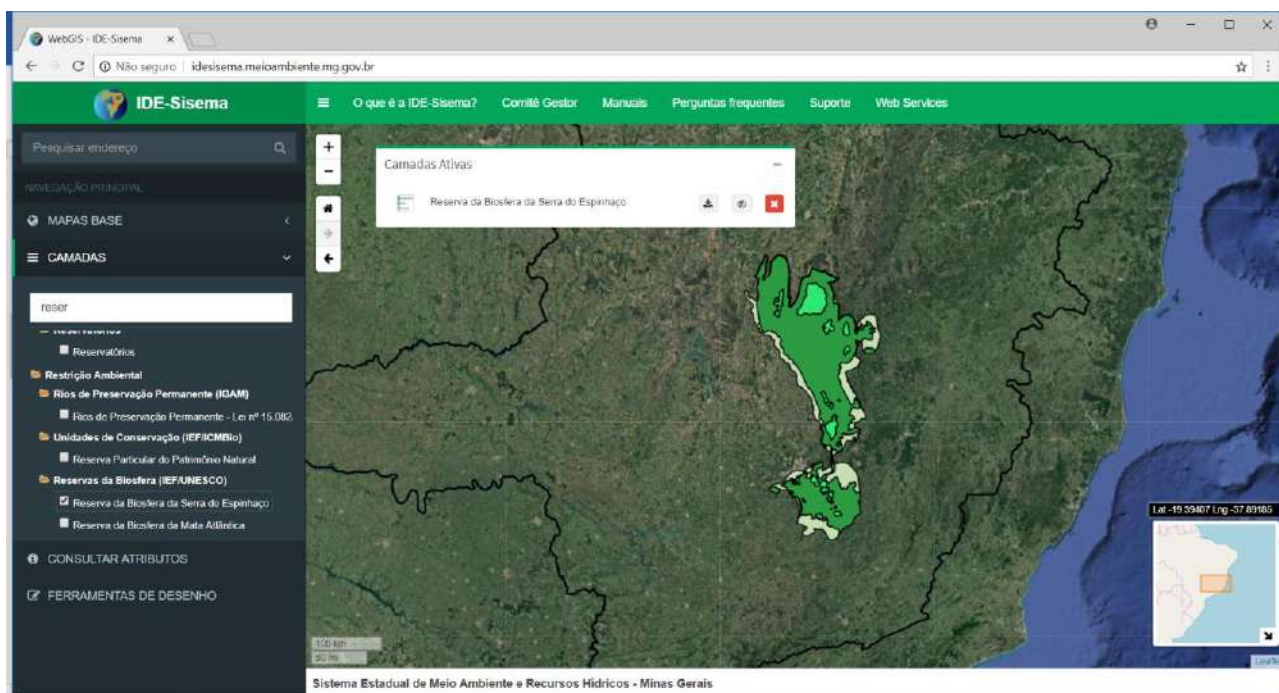 WebGIS - IDE-Sisema
Não seguro | idesisema.meioambiente.mg.gov.br
IDE-Sisema
O que é a IDE-Sisema? Comitê Gestor Manuais Perguntas frequentes Suporte Web Services
Pesquisar endereço
NAVEGAÇÃO PRINCIPAL
MAPAS BASE
CAMADAS
reser
Reservatórios
Reservatórios
Restrição Ambiental
Rios de Preservação Permanente (IGAM)
Rios de Preservação Permanente - Lei nº 15.082
Unidades de Conservação (IEF/ICMBio)
Reserva Particular do Patrimônio Natural
Reservas da Biosfera (IEF/UNESCO)
Reserva da Biosfera da Serra do Espinhaço
Reserva da Biosfera da Mata Atlântica
CONSULTAR ATRIBUTOS
FERRAMENTAS DE DESENHO
+
-
Camadas Ativas
Reserva da Biosfera da Serra do Espinhaço
Lat -19.39407 Lng -37.89185
100 km
50 mi
Sistema Estadual de Meio Ambiente e Recursos Hídricos - Minas Gerais